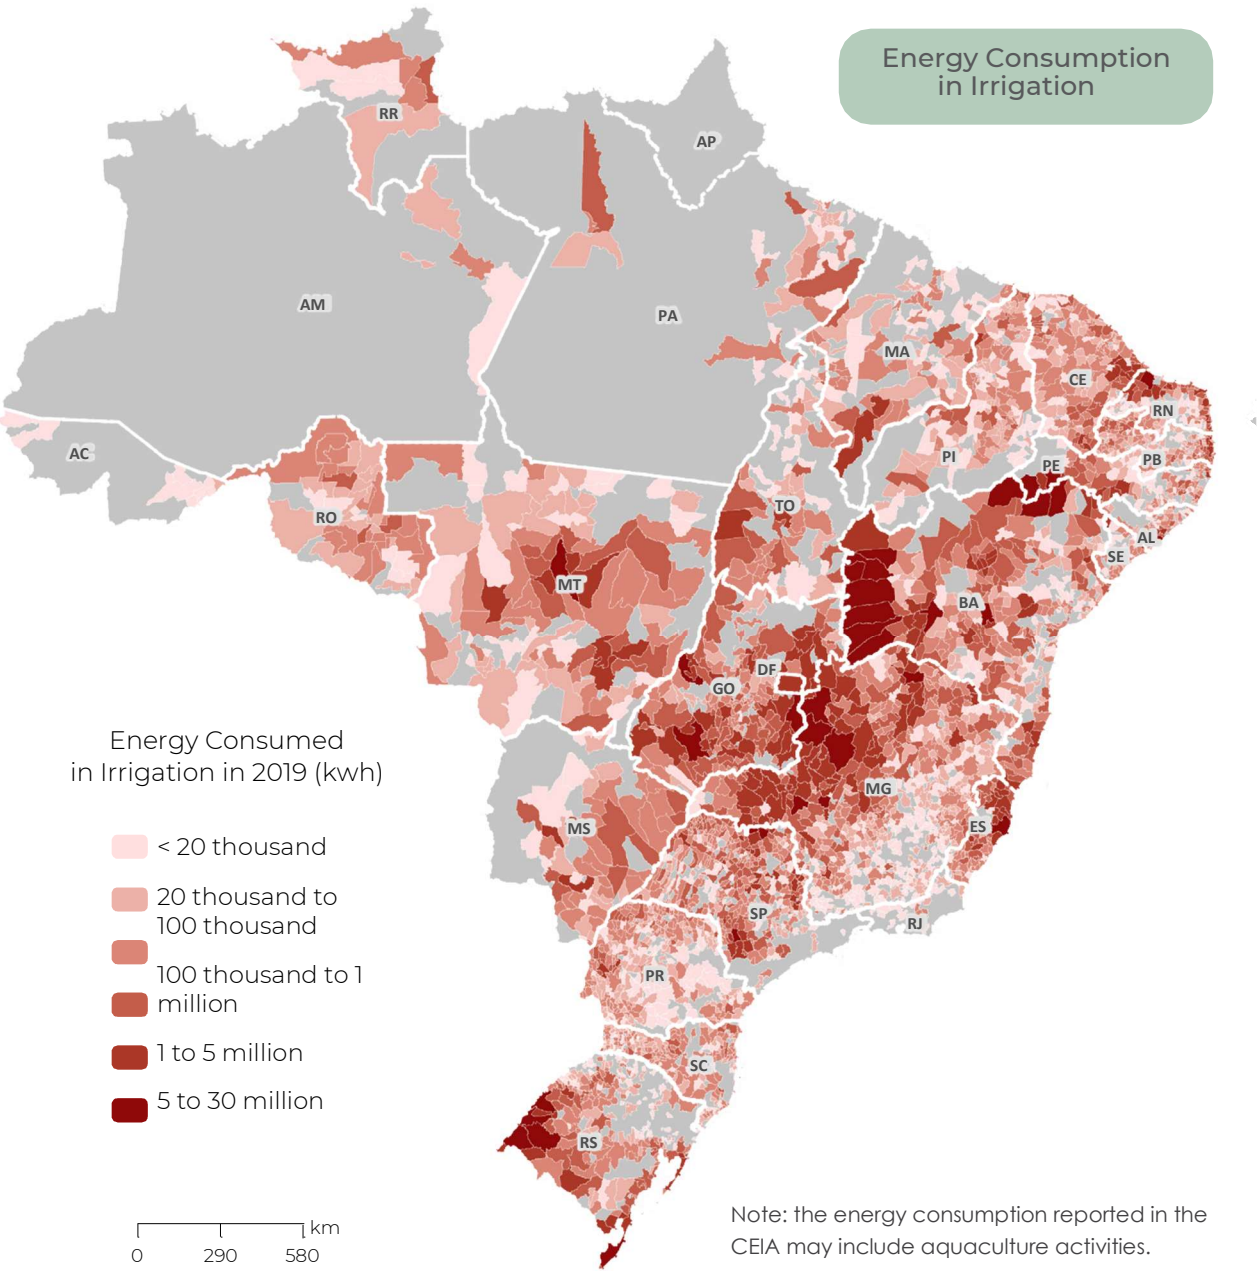 Energy Consumption
in Irrigation
RR
AP
AM
PA
MA
CE
RN
AC
PI
PE
PB
TO
RO
AL
SE
MT
BA
DF
GO
Energy Consumed
in Irrigation in 2019 (kwh)
MG
MS
ES
< 20 thousand
20 thousand to
100 thousand
SP
RJ
100 thousand to 1
million
PR
1 to 5 million
SC
5 to 30 million
RS
km
0 290 580
Note: the energy consumption reported in the
CEIA may include aquaculture activities.